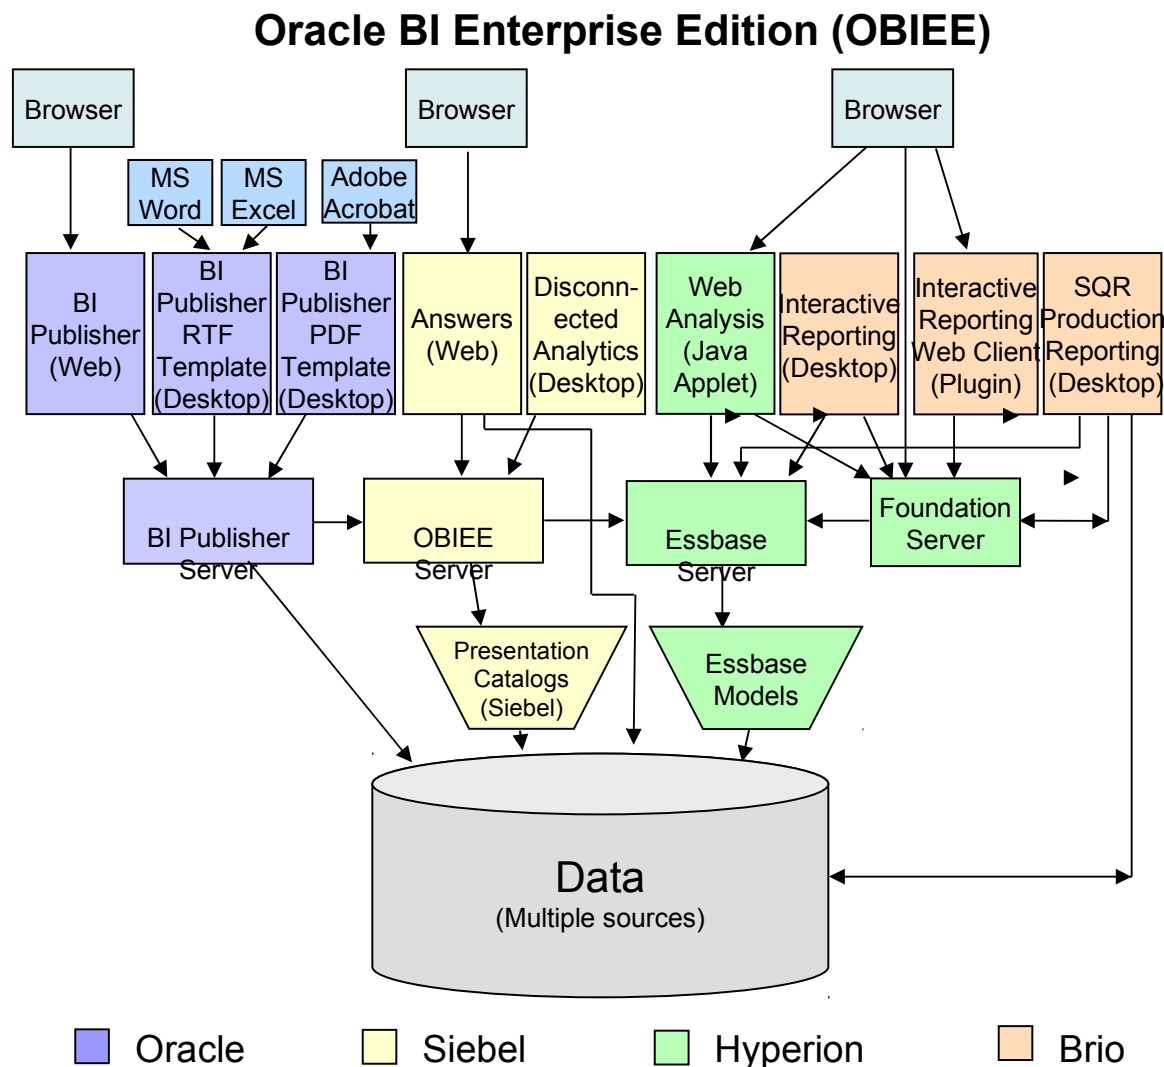 Oracle BI Enterprise Edition (OBIEE)
Browser
Browser
Browser
MS
Word
MS
Excel
Adobe
Acrobat
BI
Publisher
(Web)
BI
Publisher
RTF
Template
(Desktop)
BI
Publisher
PDF
Template
(Desktop)
Answers
(Web)
Disconn-
ected
Analytics
(Desktop)
Web
Analysis
(Java
Applet)
Interactive
Reporting
(Desktop)
Interactive
Reporting
Web Client
(Plugin)
SQR
Production
Reporting
(Desktop)
BI Publisher
Server
OBIEE
Server
Essbase
Server
Foundation
Server
Presentation
Catalogs
(Siebel)
Essbase
Models
Data
(Multiple sources)
Oracle
Siebel
Hyperion
Brio